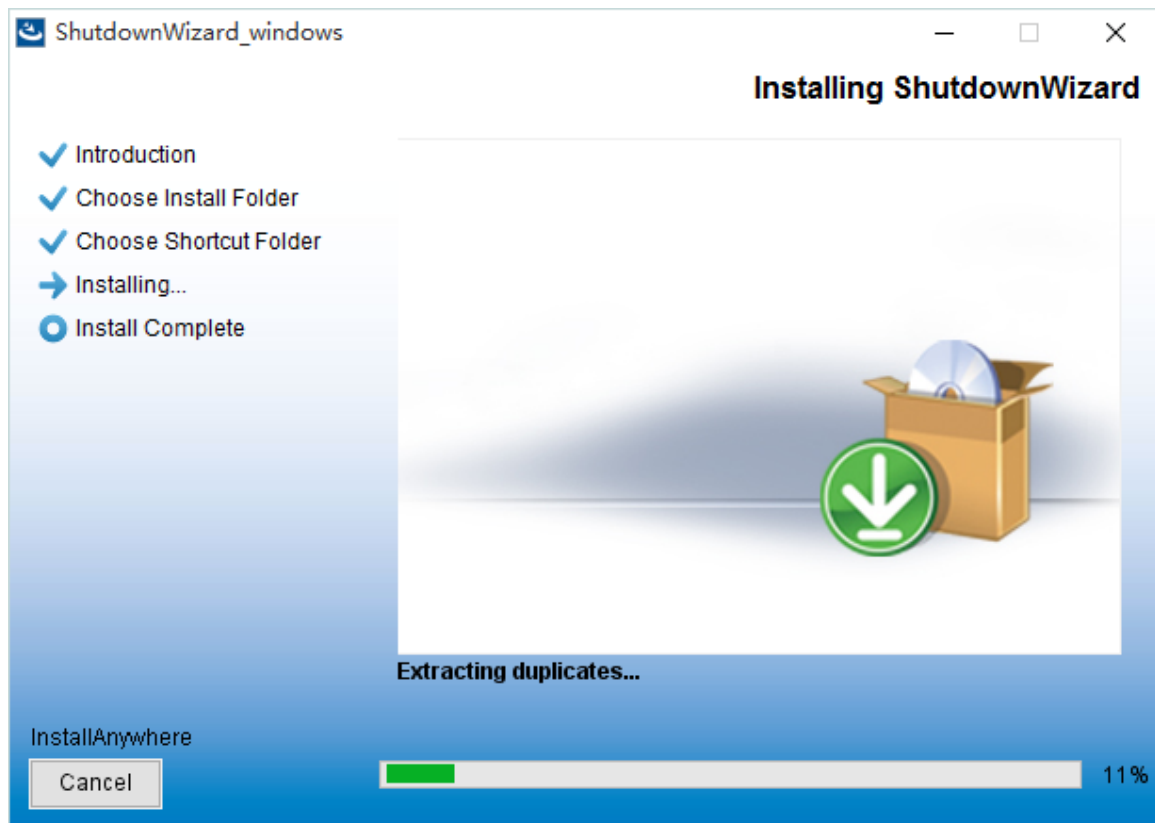 ShutdownWizard_windows
Installing ShutdownWizard
Introduction
Choose Install Folder
Choose Shortcut Folder
Installing...
Install Complete
Extracting duplicates...
InstallAnywhere
Cancel
11%